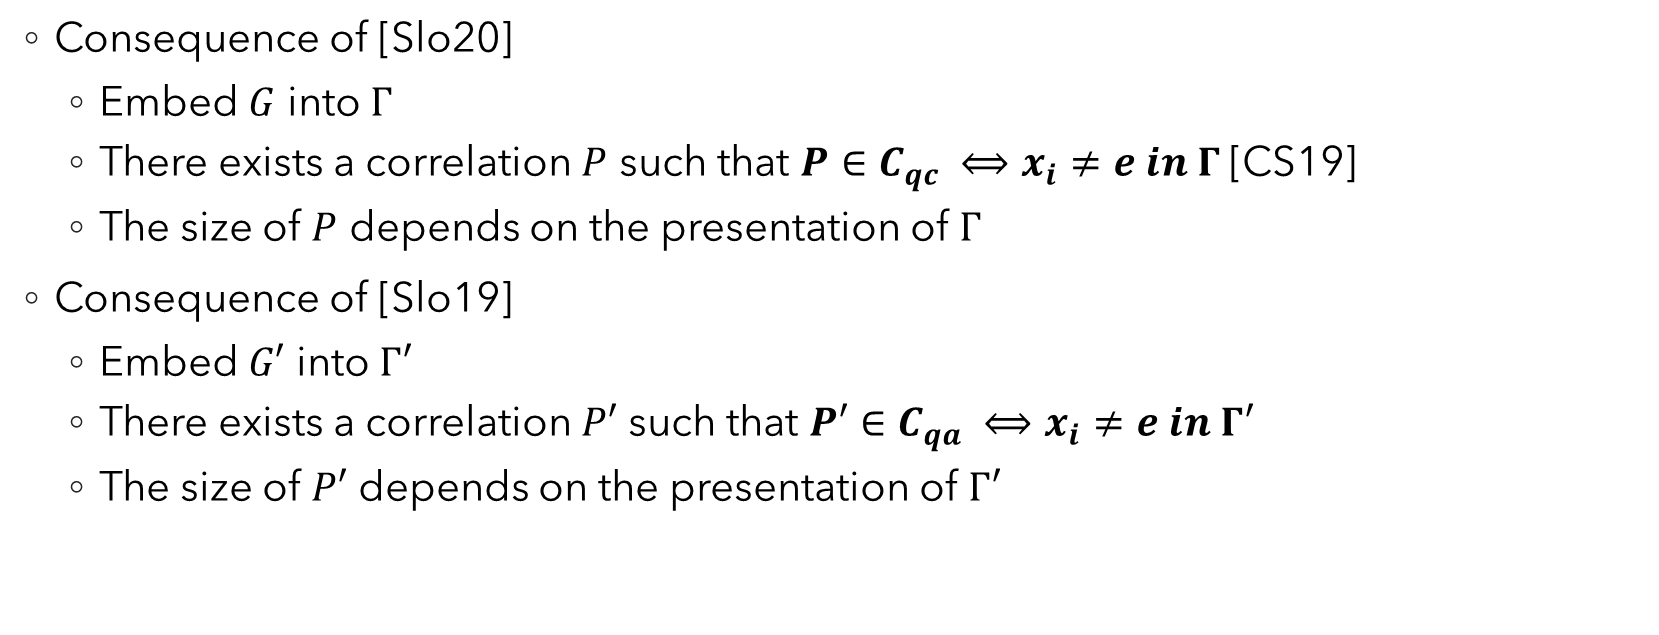 ◦ Consequence of [Slo20]
◦ Embed G into Γ
◦ There exists a correlation P such that P ∈ C_qc ⟺ x_i ≠ e in Γ [CS19]
◦ The size of P depends on the presentation of Γ
◦ Consequence of [Slo19]
◦ Embed G′ into Γ′
◦ There exists a correlation P′ such that P′ ∈ C_qa ⟺ x_i ≠ e in Γ′
◦ The size of P′ depends on the presentation of Γ′